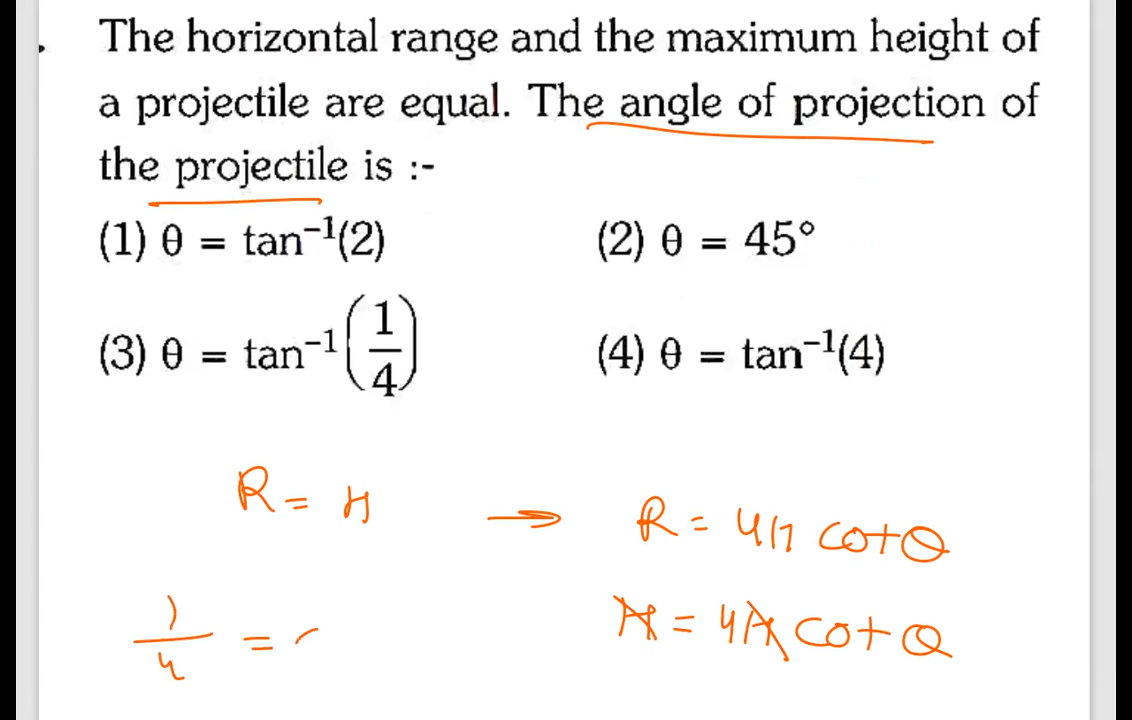 The horizontal range and the maximum height of
a projectile are equal. The angle of projection of
the projectile is :-
(1) θ = tan⁻¹(2) (2) θ = 45°
(3) θ = tan⁻¹(1/4) (4) θ = tan⁻¹(4)
R = H → R = 4H cotθ
1/4 = H = 4H cotθ